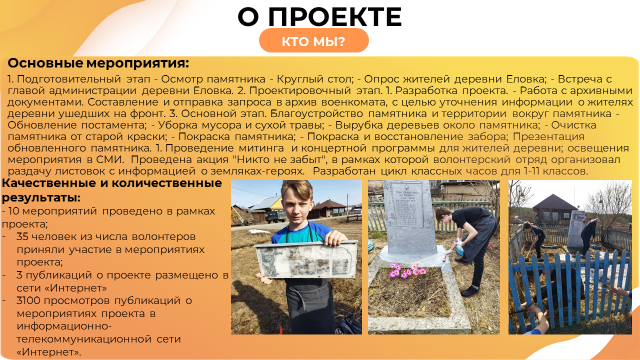 О ПРОЕКТЕ
КТО МЫ?
Основные мероприятия:
1. Подготовительный этап - Осмотр памятника - Круглый стол; - Опрос жителей деревни Еловка; - Встреча с
главой администрации деревни Еловка. 2. Проектировочный этап. 1. Разработка проекта. - Работа с архивными
документами. Составление и отправка запроса в архив военкомата, с целью уточнения информации о жителях
деревни ушедших на фронт. 3. Основной этап. Благоустройство памятника и территории вокруг памятника -
Обновление постамента; - Уборка мусора и сухой травы; - Вырубка деревьев около памятника; - Очистка
памятника от старой краски; - Покраска памятника; - Покраска и восстановление забора; Презентация
обновленного памятника. 1. Проведение митинга и концертной программы для жителей деревни; освещения
мероприятия в СМИ. Проведена акция "Никто не забыт", в рамках которой волонтерский отряд организовал
раздачу листовок с информацией о земляках-героях. Разработан цикл классных часов для 1-11 классов.
Качественные и количественные
результаты:
- 10 мероприятий проведено в рамках
проекта;
- 35 человек из числа волонтеров
приняли участие в мероприятиях
проекта;
- 3 публикаций о проекте размещено в
сети «Интернет»
- 3100 просмотров публикаций о
мероприятиях проекта в
информационно-
телекоммуникационной сети
«Интернет».